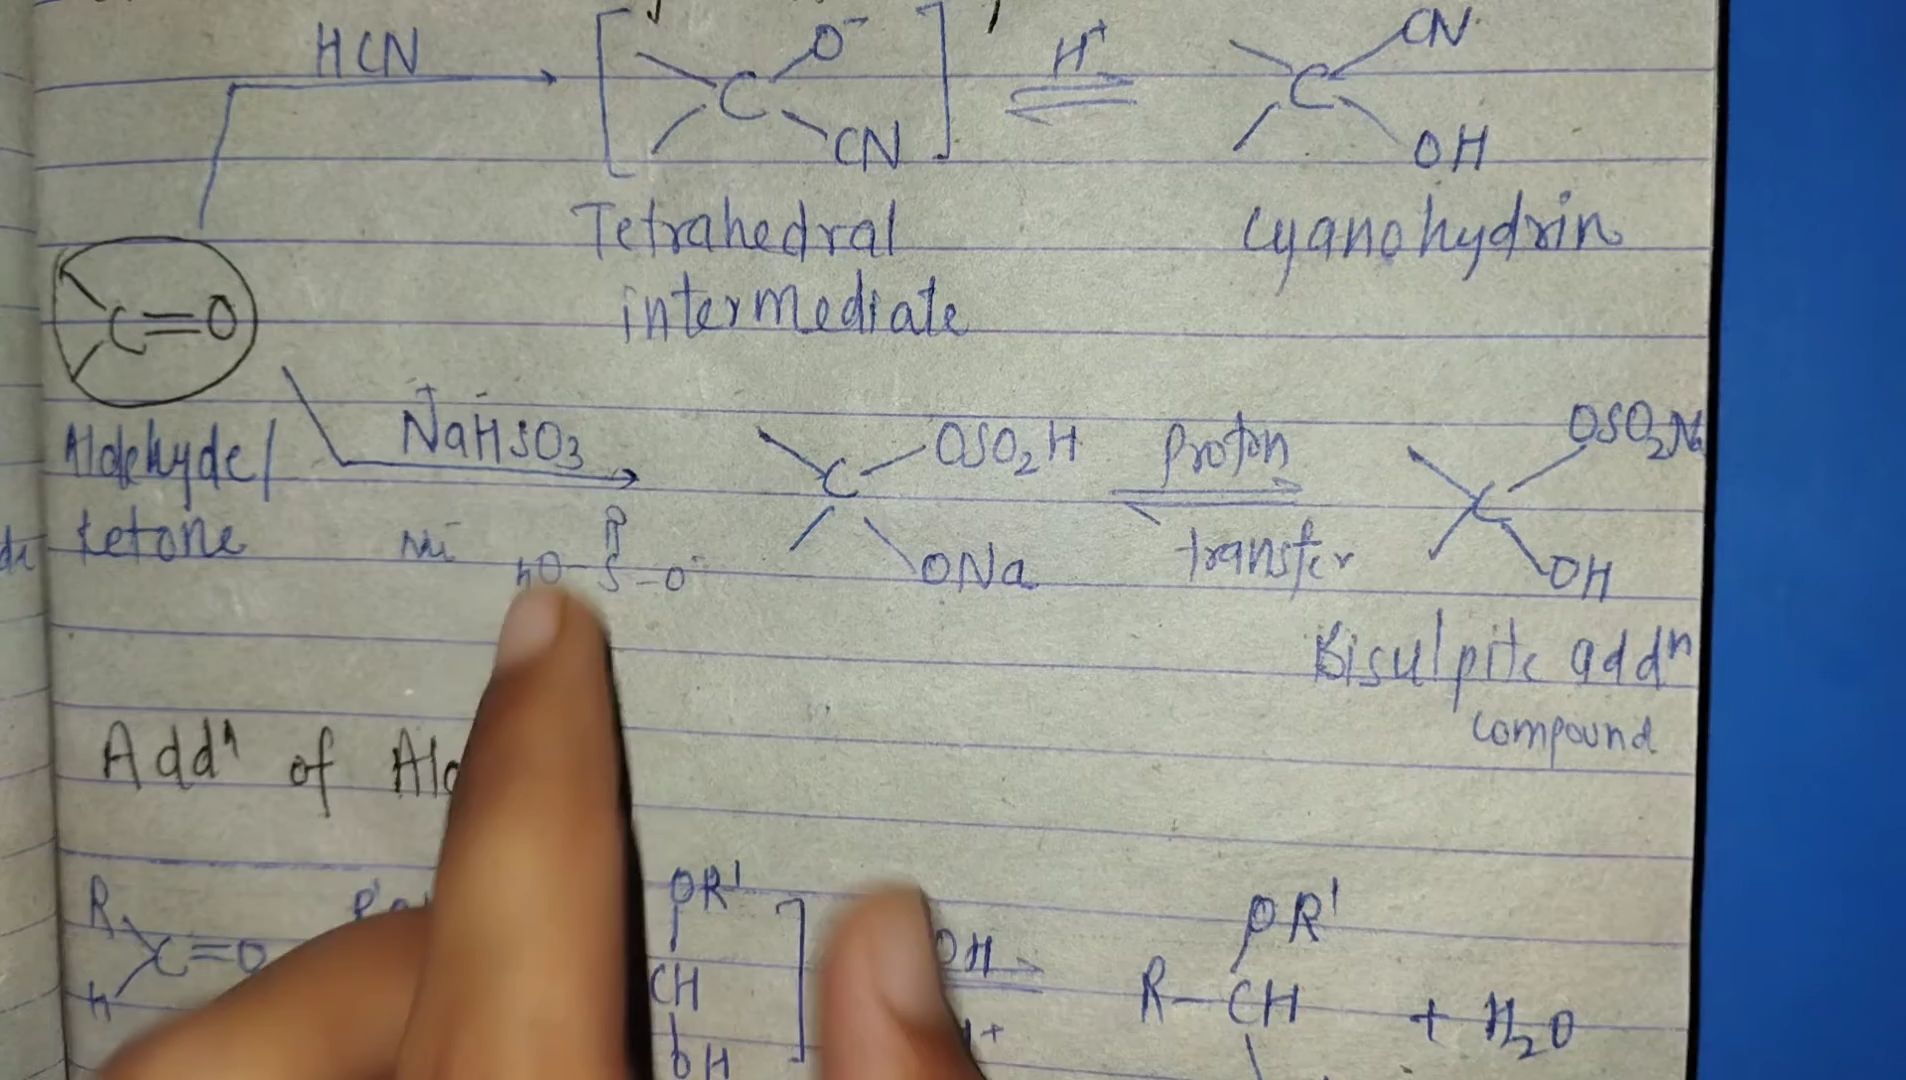 HCN
O⁻
C
CN
H⁺
CN
C
OH
Tetrahedral
intermediate
Cyanohydrin
C=O
Aldehyde/
ketone
NaHSO₃
HO-S-O⁻
OSO₂H
C
ONa
Proton
transfer
OSO₂Na
C
OH
Bisulpite addⁿ
compound
Addⁿ of
R
C=O
H
OR'
CH
OH
OH
OR'
R-CH + H₂O